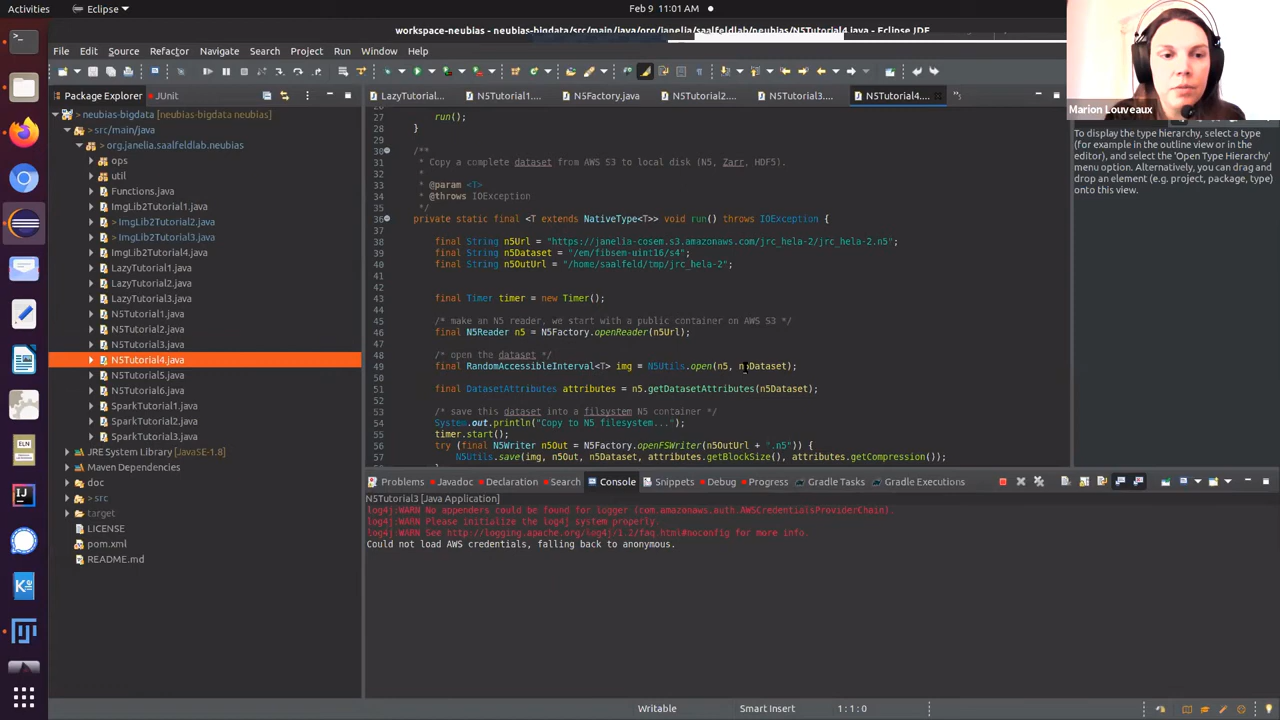 Activities
Eclipse
Feb 9 11:01 AM
workspace-neubias - neubias-bigdata/src/main/java/org/janelia/saalfeldlab/neubias/N5Tutorial4.java - Eclipse IDE
File Edit Source Refactor Navigate Search Project Run Window Help
Marion Louveaux
Package Explorer
JUnit
LazyTutorial...
N5Tutorial1....
N5Factory.java
N5Tutorial2....
N5Tutorial3....
N5Tutorial4....
neubias-bigdata [neubias-bigdata neubias]
src/main/java
org.janelia.saalfeldlab.neubias
ops
util
Functions.java
ImgLib2Tutorial1.java
> ImgLib2Tutorial2.java
> ImgLib2Tutorial3.java
ImgLib2Tutorial4.java
LazyTutorial1.java
LazyTutorial2.java
LazyTutorial3.java
N5Tutorial1.java
N5Tutorial2.java
N5Tutorial3.java
N5Tutorial4.java
N5Tutorial5.java
N5Tutorial6.java
SparkTutorial1.java
SparkTutorial2.java
SparkTutorial3.java
JRE System Library [JavaSE-1.8]
Maven Dependencies
doc
> src
> target
LICENSE
pom.xml
README.md
27 run();
28 }
29
30 /**
31 * Copy a complete dataset from AWS S3 to local disk (N5, Zarr, HDF5).
32 *
33 * @param <T>
34 * @throws IOException
35 */
36 private static final <T extends NativeType<T>> void run() throws IOException {
37
38 final String n5Url = "https://janelia-cosem.s3.amazonaws.com/jrc_hela-2/jrc_hela-2.n5";
39 final String n5Dataset = "/em/fibsem-uint16/s4";
40 final String n5OutUrl = "/home/saalfeld/tmp/jrc_hela-2";
41
42
43 final Timer timer = new Timer();
44
45 /* make an N5 reader, we start with a public container on AWS S3 */
46 final N5Reader n5 = N5Factory.openReader(n5Url);
47
48 /* open the dataset */
49 final RandomAccessibleInterval<T> img = N5Utils.open(n5, n5Dataset);
50
51 final DatasetAttributes attributes = n5.getDatasetAttributes(n5Dataset);
52
53 /* save this dataset into a filsystem N5 container */
54 System.out.println("Copy to N5 filesystem...");
55 timer.start();
56 try (final N5Writer n5Out = N5Factory.openFSWriter(n5OutUrl + ".n5")) {
57 N5Utils.save(img, n5Out, n5Dataset, attributes.getBlockSize(), attributes.getCompression());
To display the type hierarchy, select a type
(for example in the outline view or in the
editor), and select the 'Open Type Hierarchy'
menu option. Alternatively, you can drag and
drop an element (e.g. project, package, type)
onto this view.
Problems
Javadoc
Declaration
Search
Console
Snippets
Debug
Progress
Gradle Tasks
Gradle Executions
N5Tutorial3 [Java Application]
log4j:WARN No appenders could be found for logger (com.amazonaws.auth.AWSCredentialsProviderChain).
log4j:WARN Please initialize the log4j system properly.
log4j:WARN See http://logging.apache.org/log4j/1.2/faq.html#noconfig for more info.
Could not load AWS credentials, falling back to anonymous.
Writable
Smart Insert
1:1:0